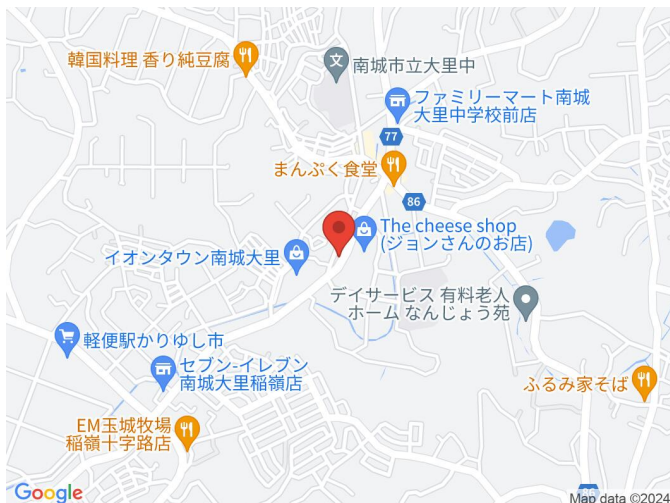 韓国料理 香り純豆腐
文
南城市立大里中
ファミリーマート南城
大里中学校前店
77
まんぷく食堂
86
The cheese shop
(ジョンさんのお店)
イオンタウン南城大里
デイサービス 有料老人
ホーム なんじょう苑
軽便駅かりゆし市
セブン-イレブン
南城大里稲嶺店
ふるみ家そば
EM玉城牧場
稲嶺十字路店
Google
Map data ©2024